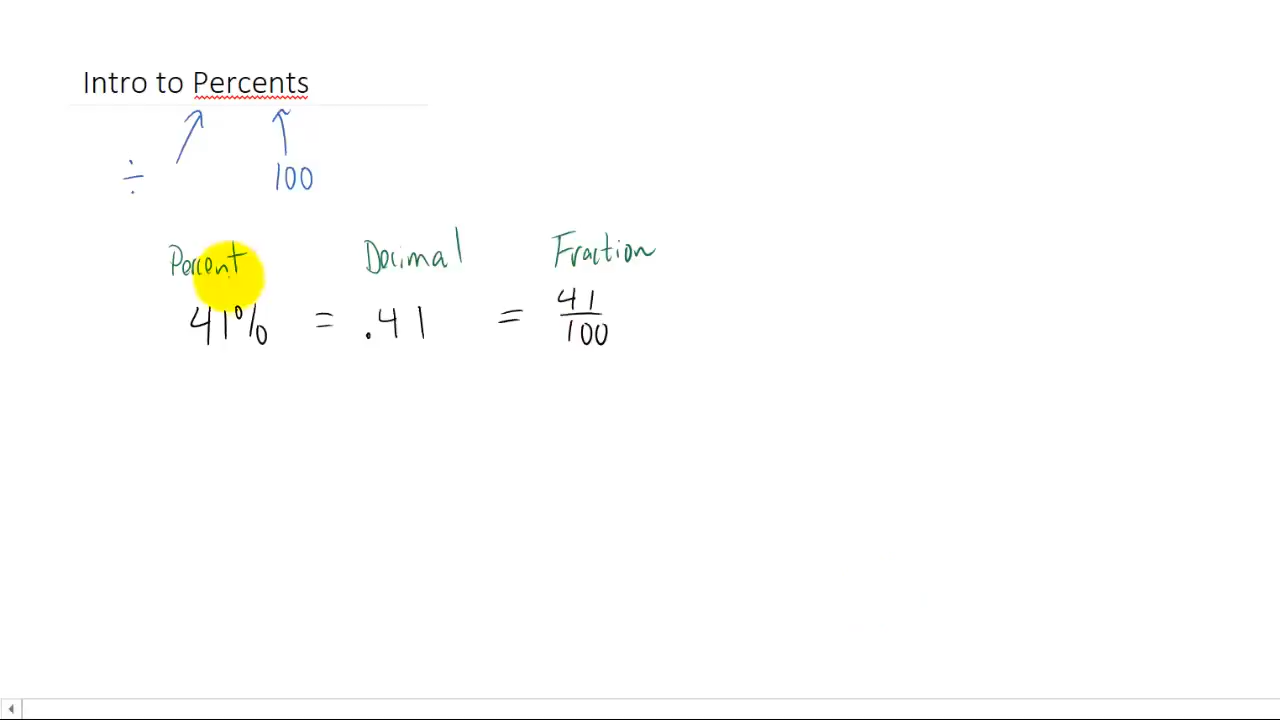 Intro to Percents
÷ 100
Percent Decimal Fraction
41% = .41 = 41/100